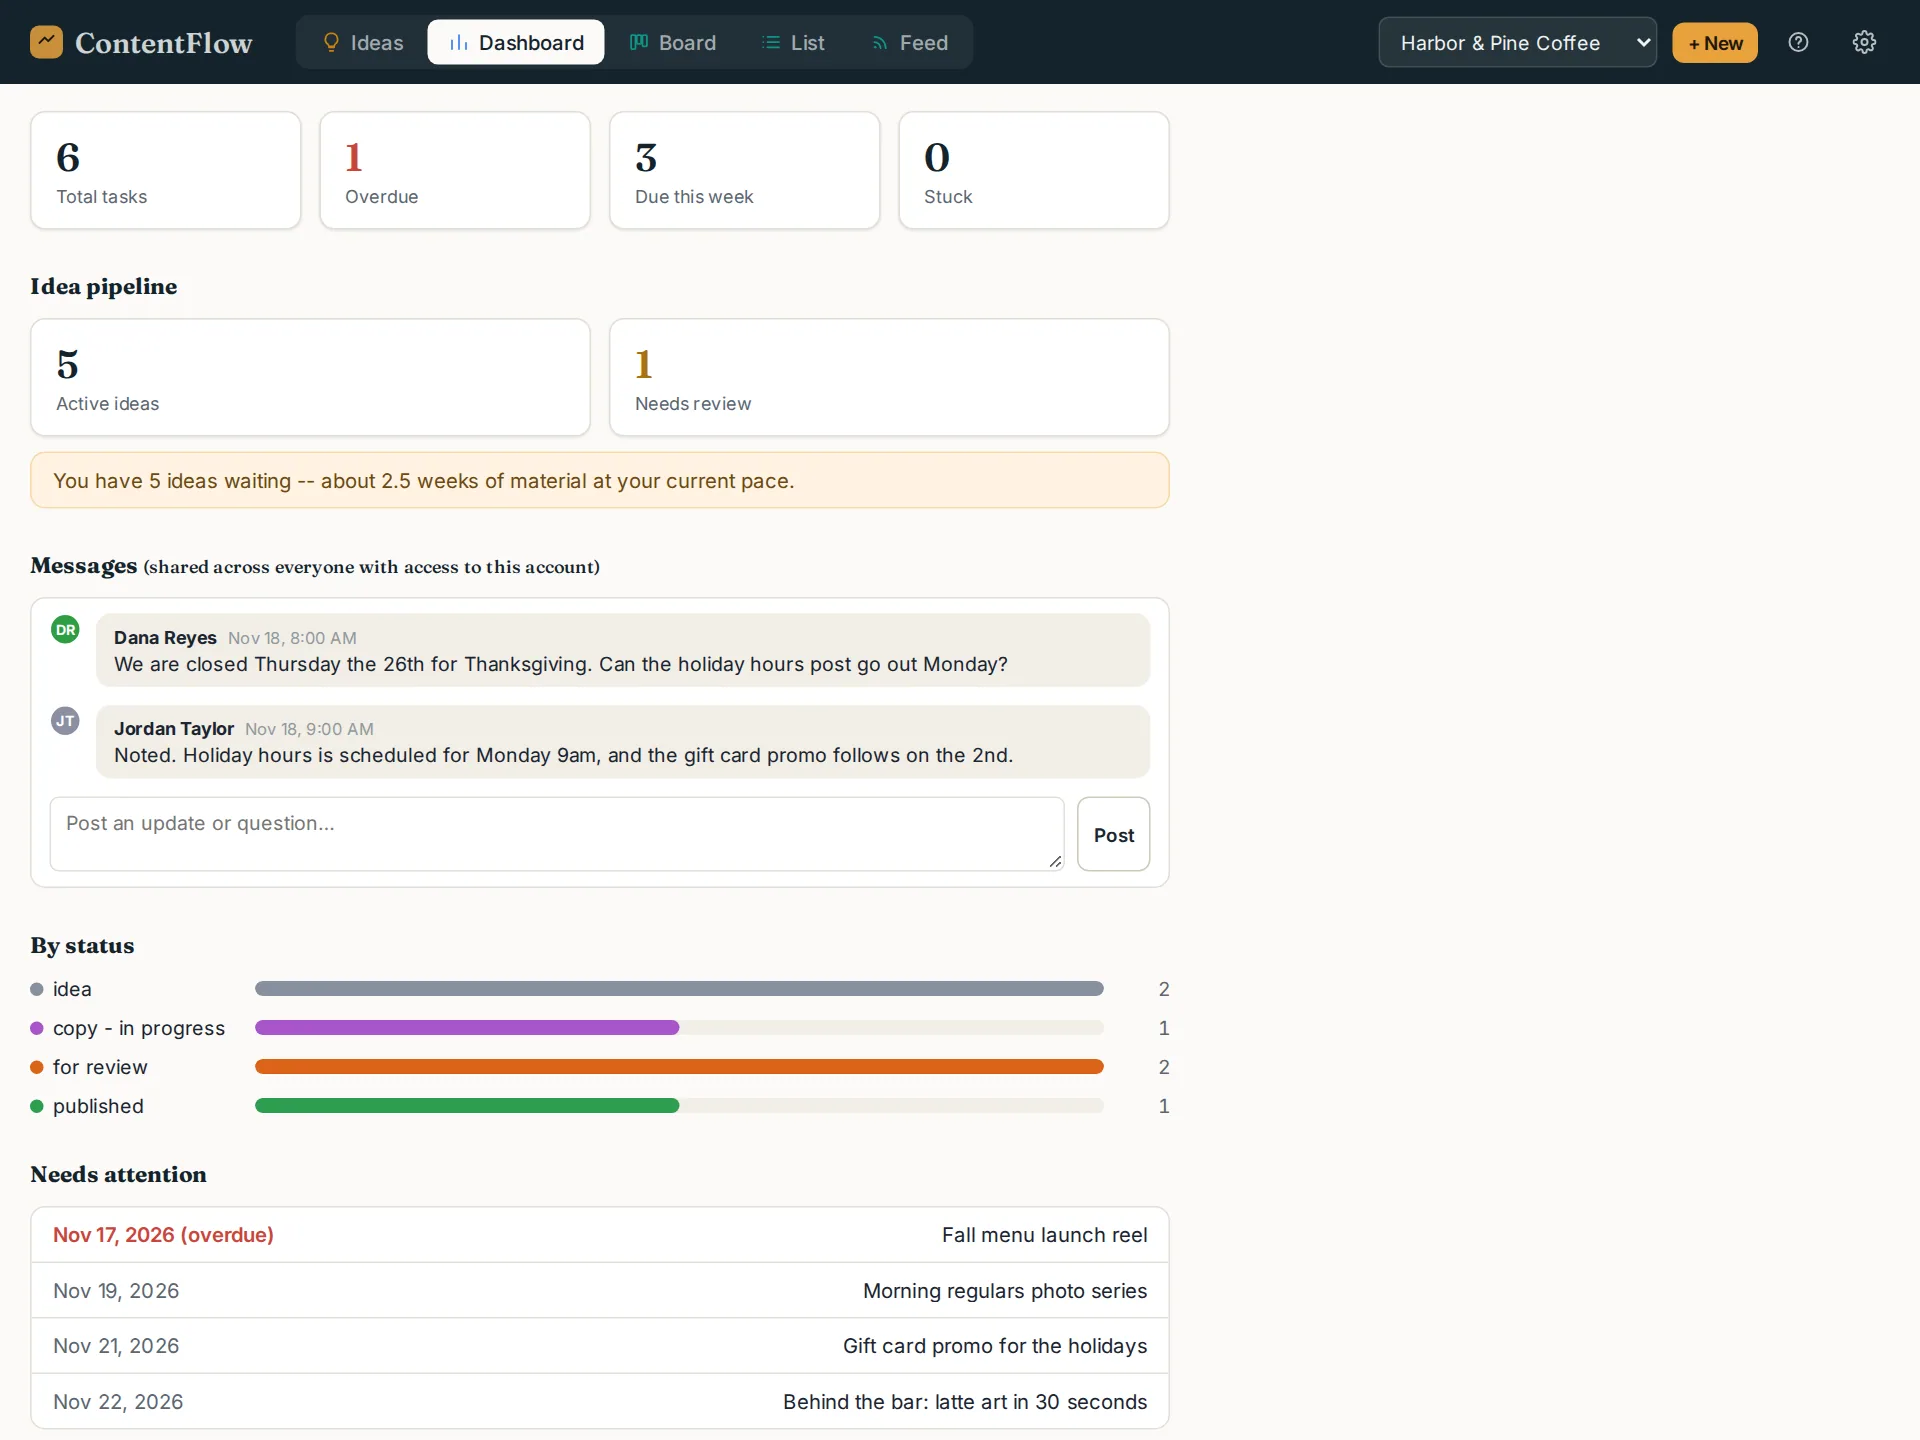 ContentFlow
Ideas
Dashboard
Board
List
Feed
Harbor & Pine Coffee
+ New
6
Total tasks
1
Overdue
3
Due this week
0
Stuck
Idea pipeline
5
Active ideas
1
Needs review
You have 5 ideas waiting -- about 2.5 weeks of material at your current pace.
Messages (shared across everyone with access to this account)
DR
Dana Reyes Nov 18, 8:00 AM
We are closed Thursday the 26th for Thanksgiving. Can the holiday hours post go out Monday?
JT
Jordan Taylor Nov 18, 9:00 AM
Noted. Holiday hours is scheduled for Monday 9am, and the gift card promo follows on the 2nd.
Post an update or question...
Post
By status
idea 2
copy - in progress 1
for review 2
published 1
Needs attention
Nov 17, 2026 (overdue) Fall menu launch reel
Nov 19, 2026 Morning regulars photo series
Nov 21, 2026 Gift card promo for the holidays
Nov 22, 2026 Behind the bar: latte art in 30 seconds